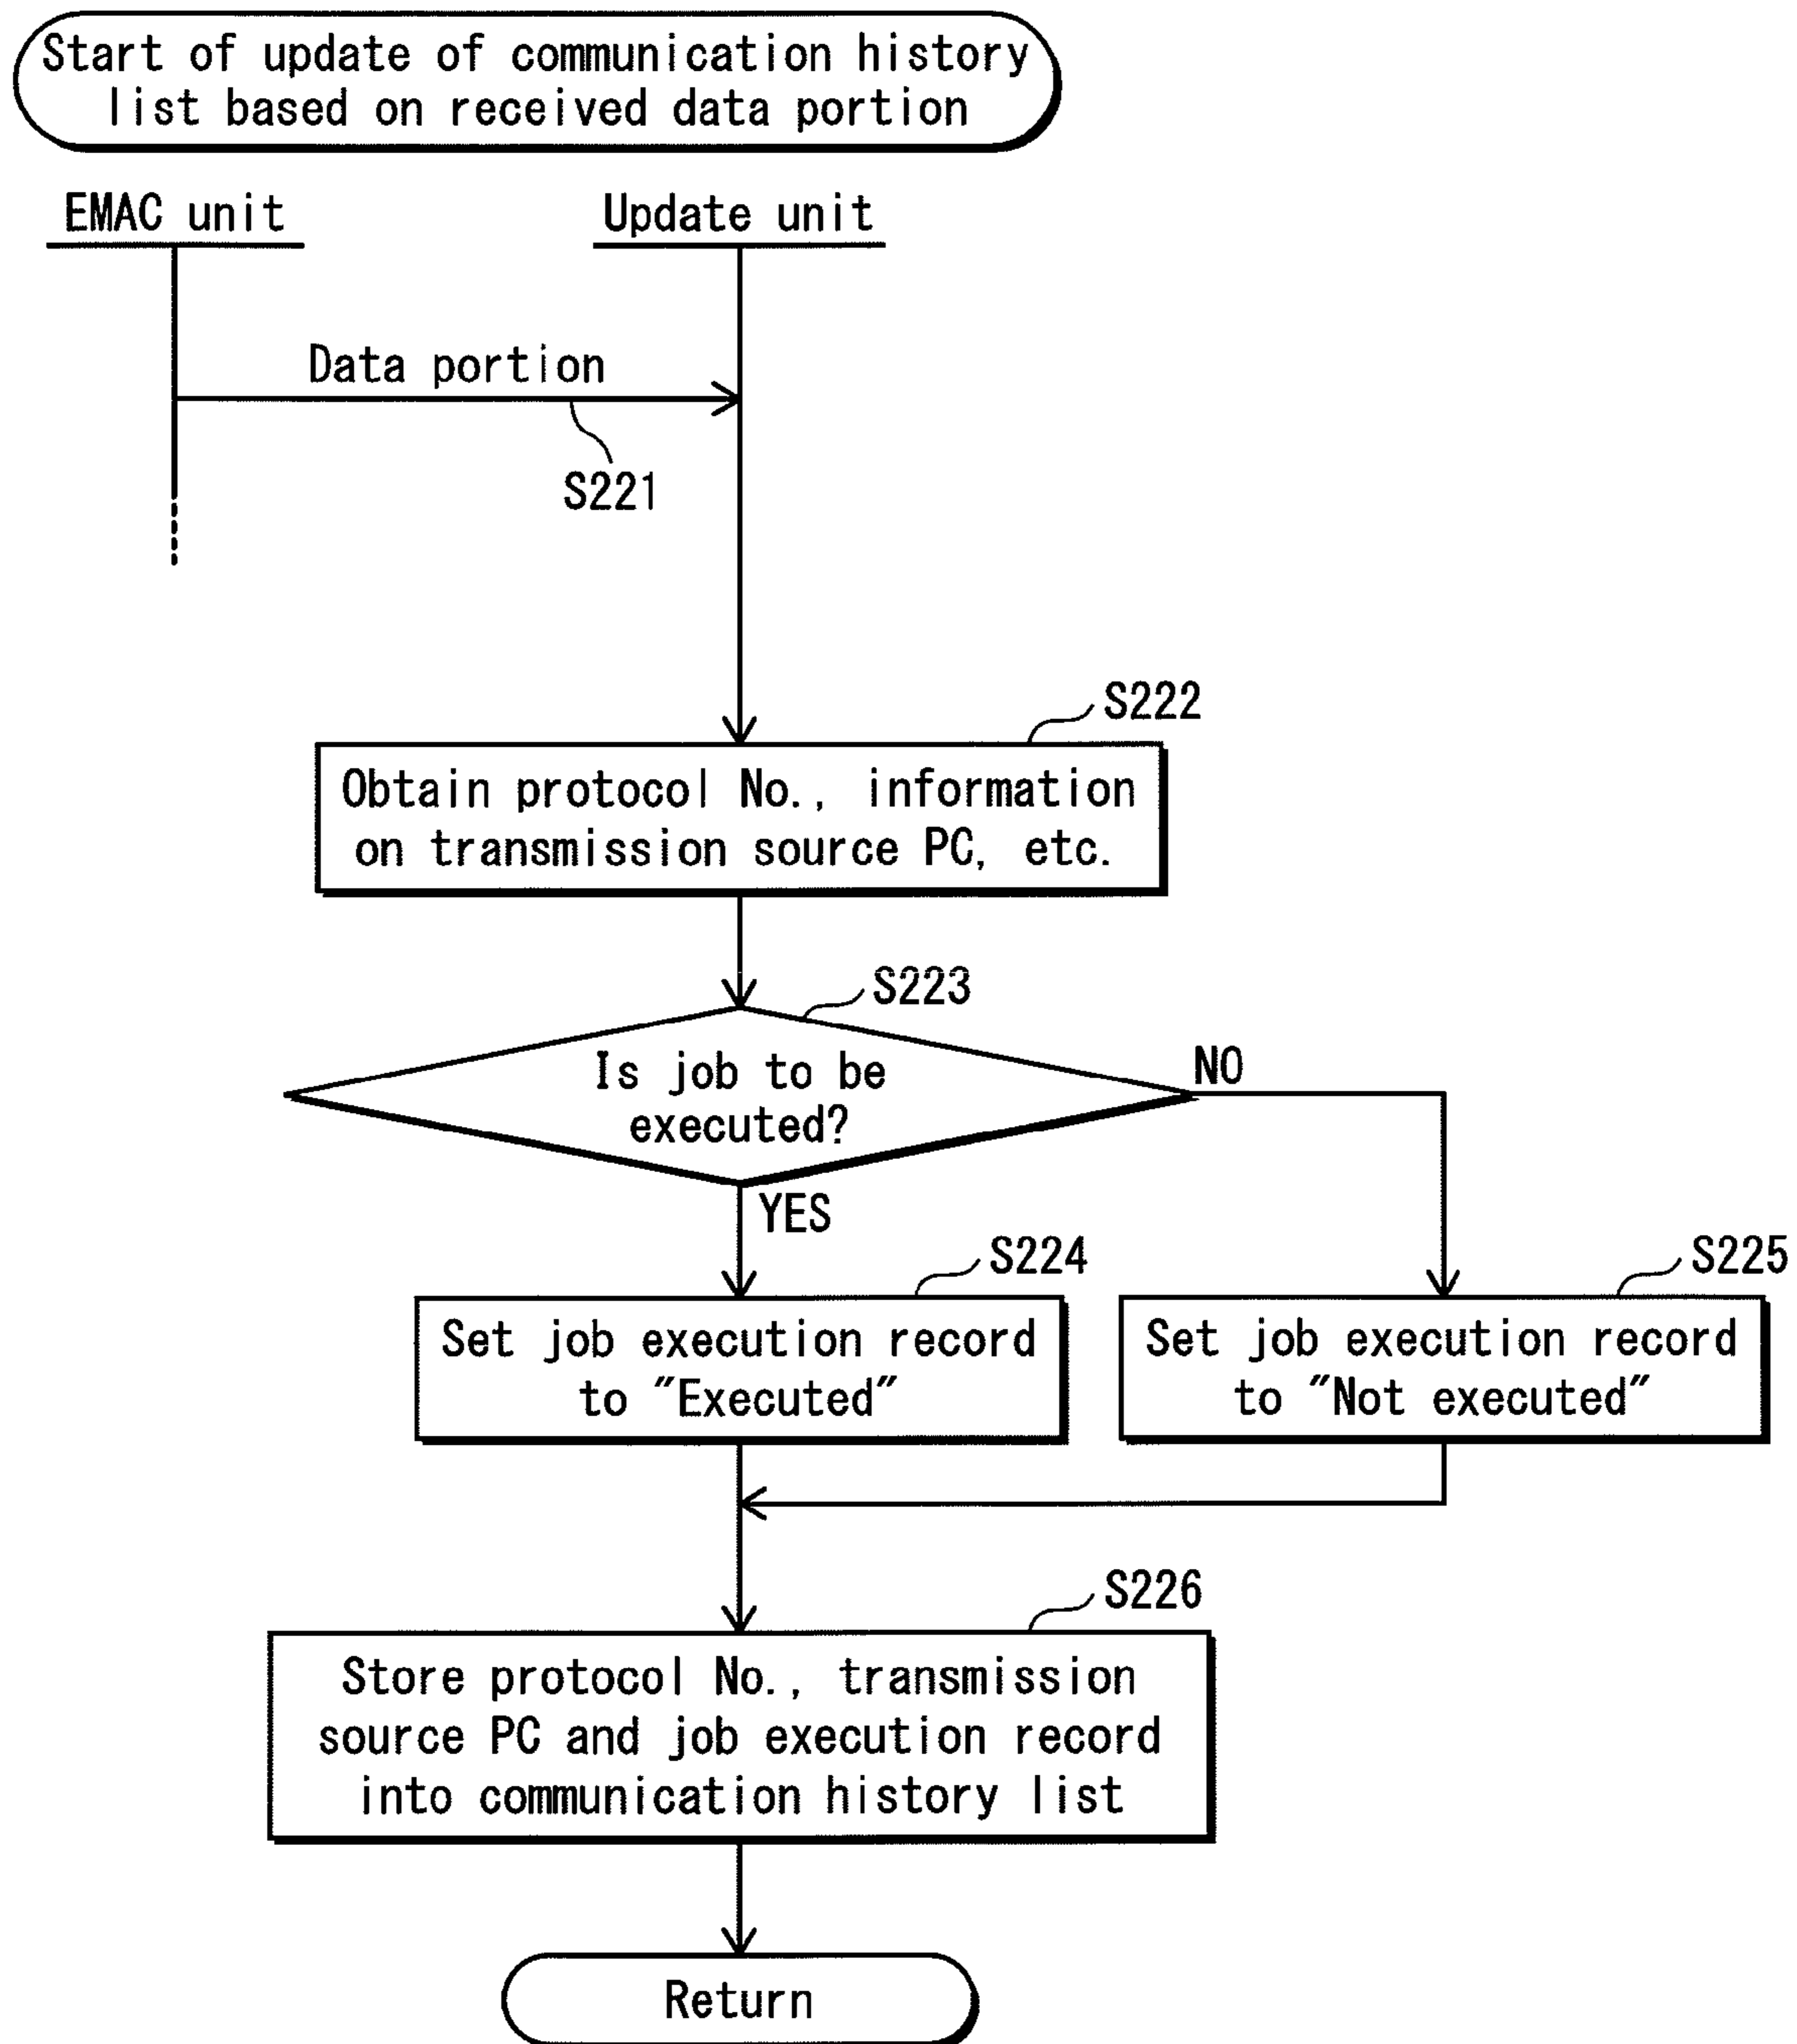 Start of update of communication history
list based on received data portion
EMAC unit
Update unit
Data portion
S221
S222
Obtain protocol No., information
on transmission source PC, etc.
S223
Is job to be
executed?
NO
YES
S224
S225
Set job execution record
to "Executed"
Set job execution record
to "Not executed"
S226
Store protocol No., transmission
source PC and job execution record
into communication history list
Return